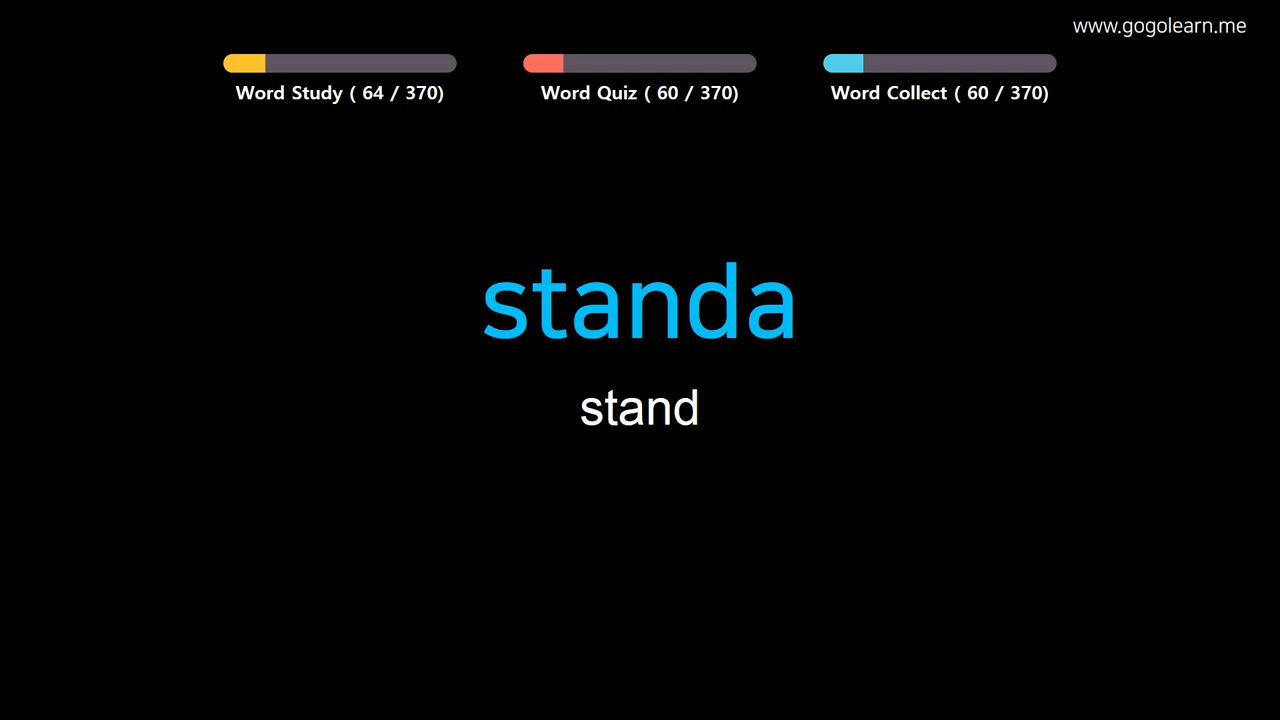 www.gogolearn.me
Word Study ( 64 / 370)
Word Quiz ( 60 / 370)
Word Collect ( 60 / 370)
standa
stand